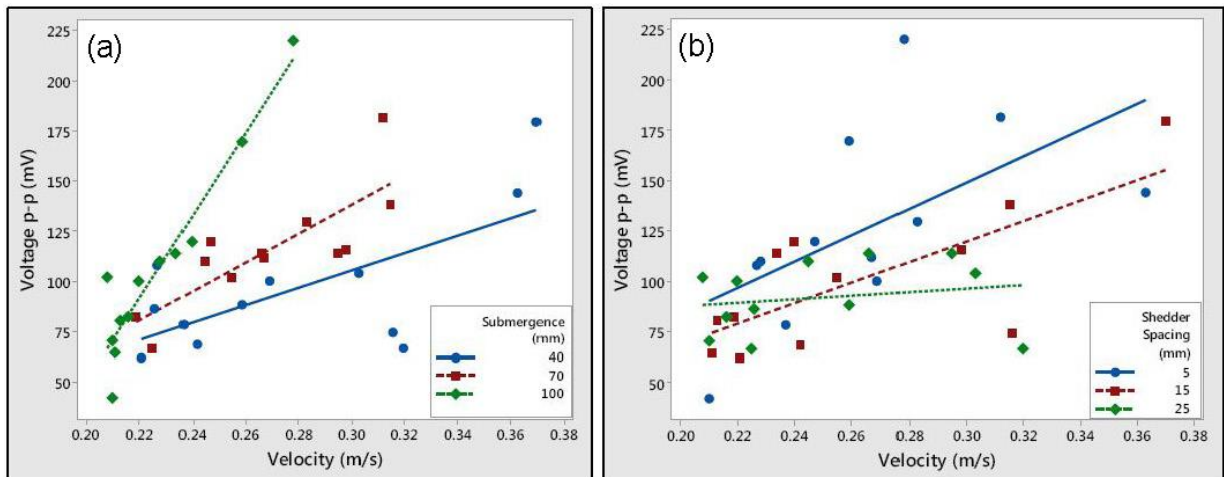 (a)
Voltage p-p (mV)
225
200
175
150
125
100
75
50
0.20 0.22 0.24 0.26 0.28 0.30 0.32 0.34 0.36 0.38
Velocity (m/s)
Submergence
(mm)
40
70
100
(b)
Voltage p-p (mV)
225
200
175
150
125
100
75
50
0.20 0.22 0.24 0.26 0.28 0.30 0.32 0.34 0.36 0.38
Velocity (m/s)
Shedder
Spacing
(mm)
5
15
25